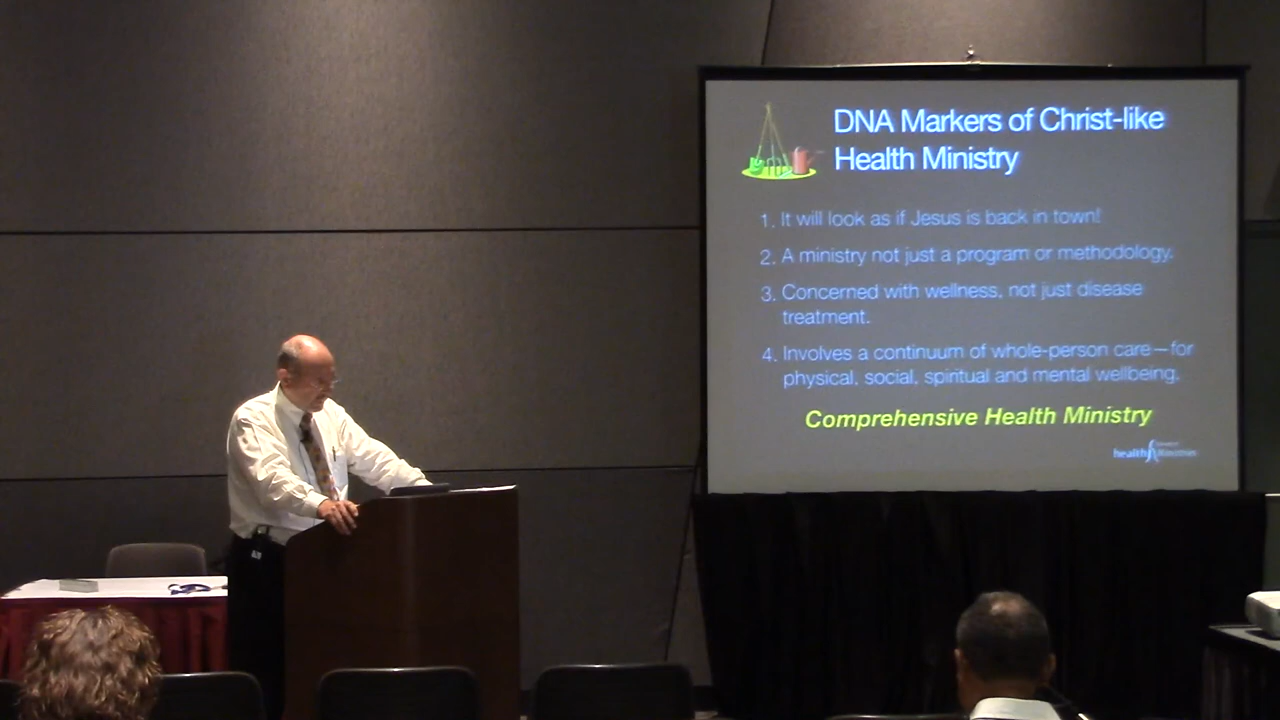 DNA Markers of Christ-like
Health Ministry
1. It will look as if Jesus is back in town!
2. A ministry not just a program or methodology.
3. Concerned with wellness, not just disease
treatment.
4. Involves a continuum of whole-person care—for
physical, social, spiritual and mental wellbeing.
Comprehensive Health Ministry
health Ministries